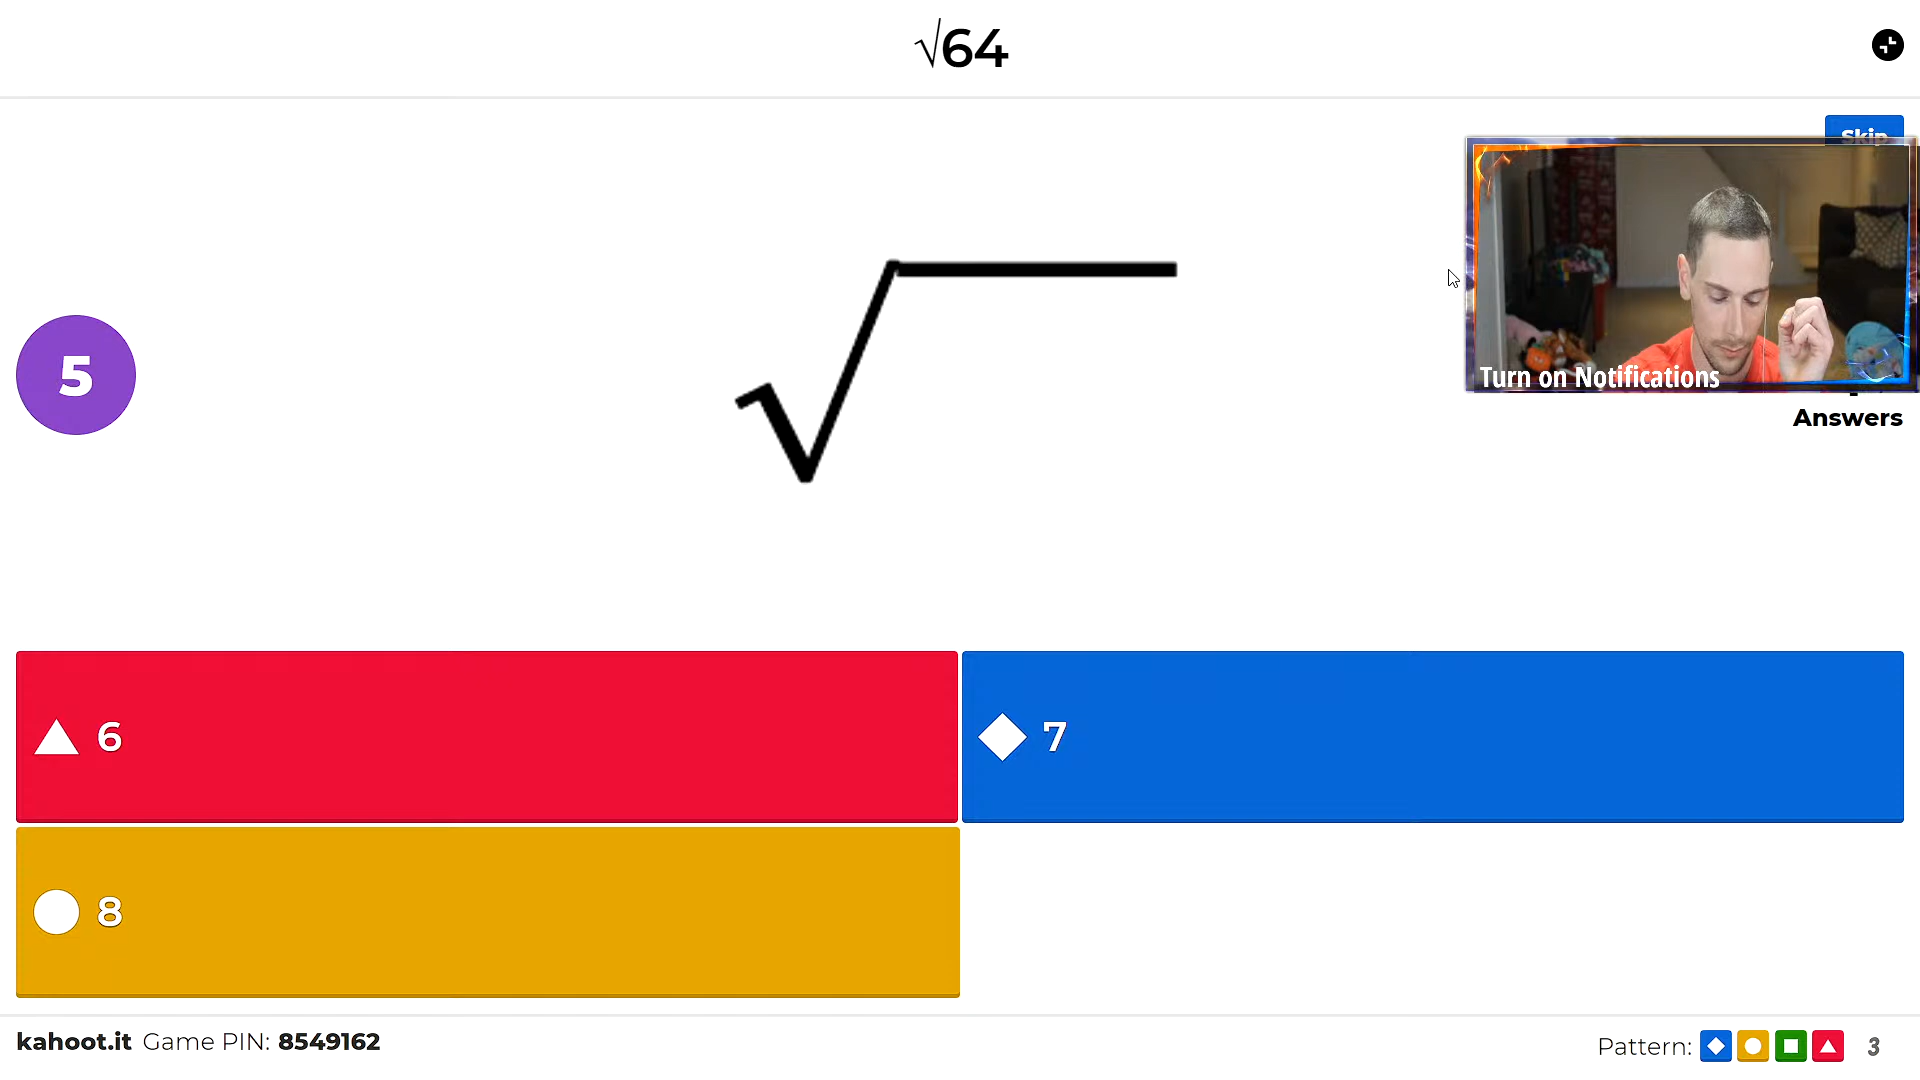 √64
Skip
5
Turn on Notifications
Answers
6
7
8
kahoot.it Game PIN: 8549162
Pattern: 3